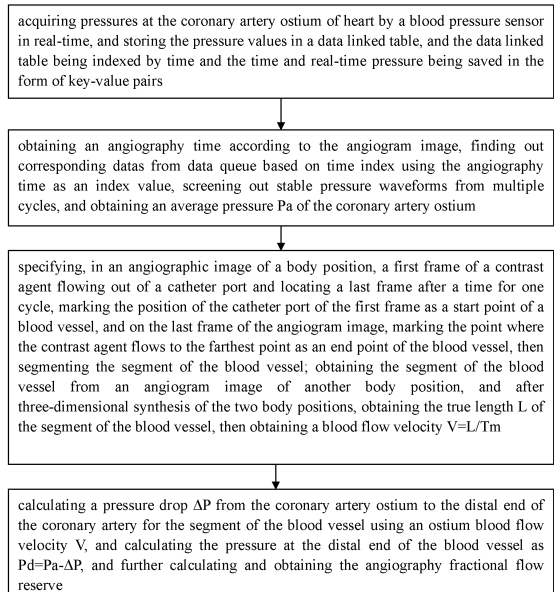 acquiring pressures at the coronary artery ostium of heart by a blood pressure sensor
in real-time, and storing the pressure values in a data linked table, and the data linked
table being indexed by time and the time and real-time pressure being saved in the
form of key-value pairs
obtaining an angiography time according to the angiogram image, finding out
corresponding datas from data queue based on time index using the angiography
time as an index value, screening out stable pressure waveforms from multiple
cycles, and obtaining an average pressure Pa of the coronary artery ostium
specifying, in an angiographic image of a body position, a first frame of a contrast
agent flowing out of a catheter port and locating a last frame after a time for one
cycle, marking the position of the catheter port of the first frame as a start point of a
blood vessel, and on the last frame of the angiogram image, marking the point where
the contrast agent flows to the farthest point as an end point of the blood vessel, then
segmenting the segment of the blood vessel; obtaining the segment of the blood
vessel from an angiogram image of another body position, and after
three-dimensional synthesis of the two body positions, obtaining the true length L of
the segment of the blood vessel, then obtaining a blood flow velocity V=L/Tm
calculating a pressure drop ΔP from the coronary artery ostium to the distal end of
the coronary artery for the segment of the blood vessel using an ostium blood flow
velocity V, and calculating the pressure at the distal end of the blood vessel as
Pd=Pa-ΔP, and further calculating and obtaining the angiography fractional flow
reserve